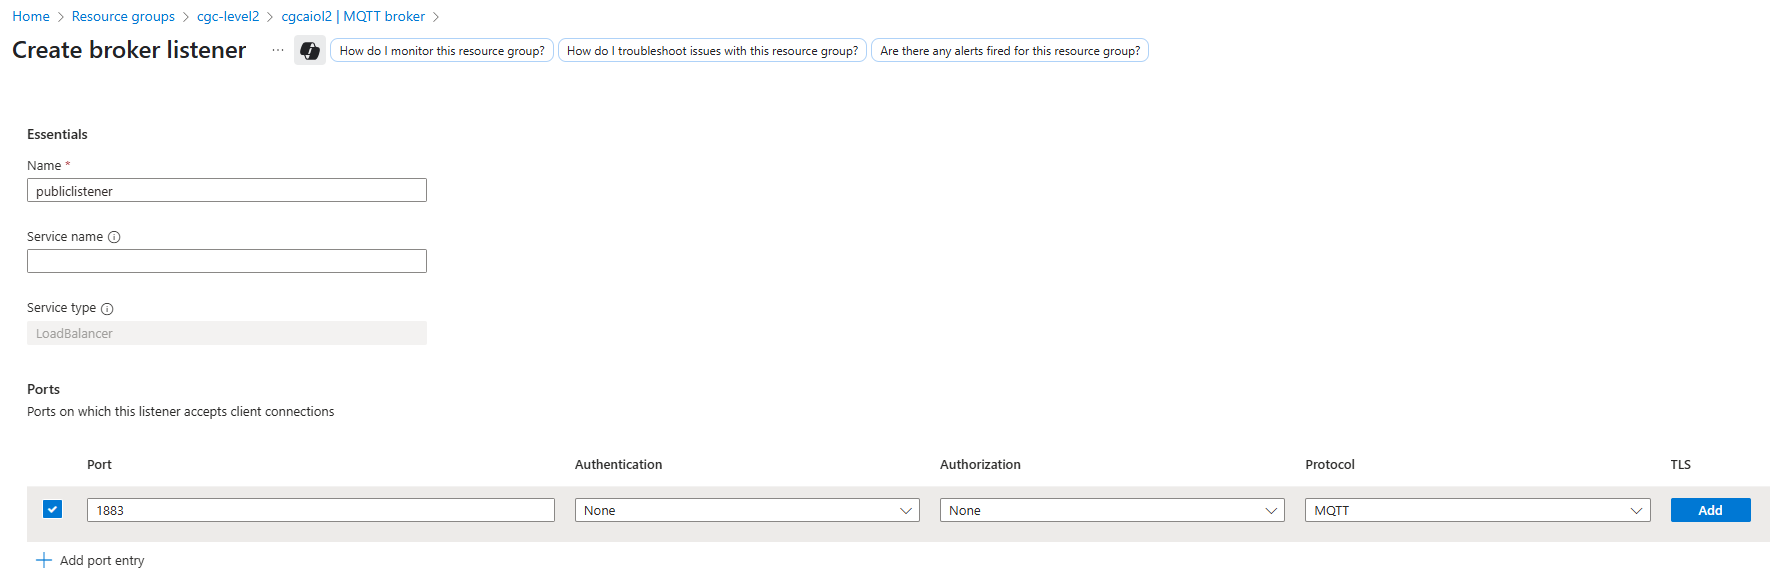 Home > Resource groups > cgc-level2 > cgcaiol2 | MQTT broker >
Create broker listener ... How do I monitor this resource group? How do I troubleshoot issues with this resource group? Are there any alerts fired for this resource group?
Essentials
Name *
publiclistener
Service name
Service type
LoadBalancer
Ports
Ports on which this listener accepts client connections
Port Authentication Authorization Protocol TLS
1883 None None MQTT Add
Add port entry